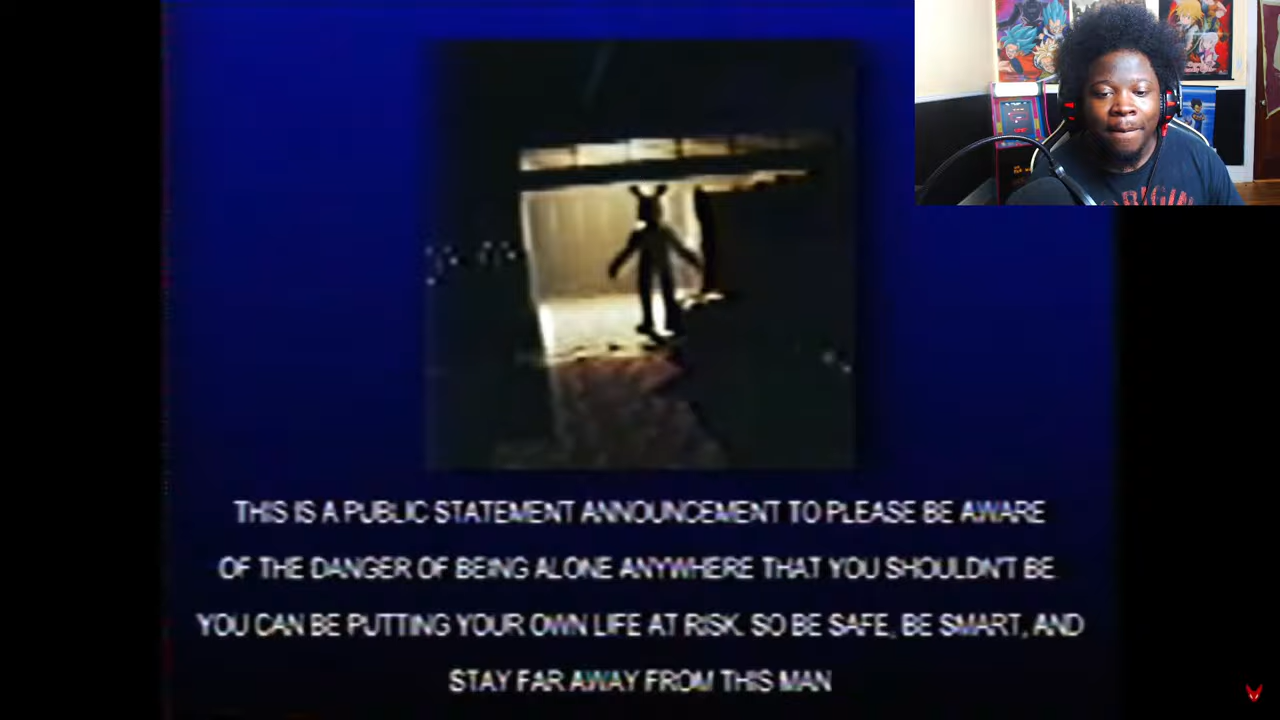 THIS IS A PUBLIC STATEMENT ANNOUNCEMENT TO PLEASE BE AWARE
OF THE DANGER OF BEING ALONE ANYWHERE THAT YOU SHOULDN'T BE
YOU CAN BE PUTTING YOUR OWN LIFE AT RISK. SO BE SAFE, BE SMART, AND
STAY FAR AWAY FROM THIS MAN